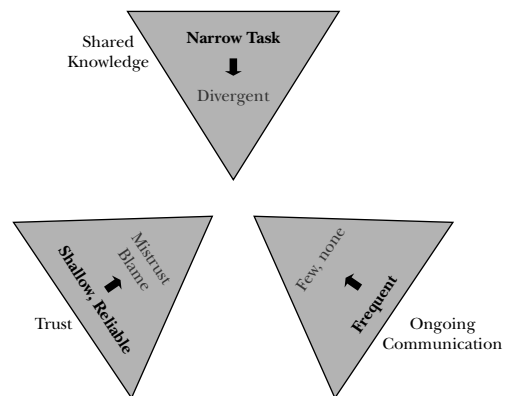 Shared
Knowledge
Narrow Task
Divergent
Trust
Shallow, Reliable
Mistrust
Blame
Few, none
Frequent
Ongoing
Communication